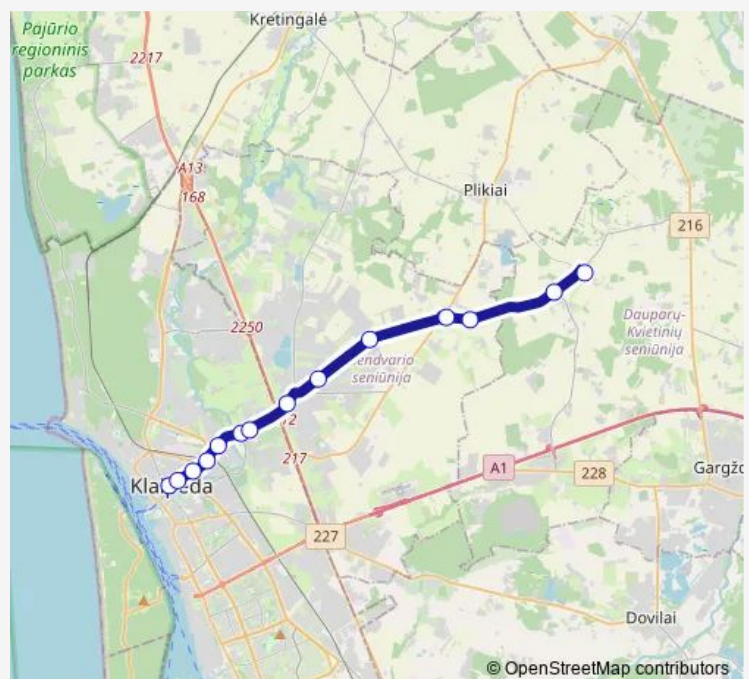 Kretingalė
Pajūrio
regioninis
parkas
2217
A13
168
Plikiai
216
2250
Dauparų-
Kvietinių
seniūnija
seniūnija
217
A1
228
Gargžd
Klaipėda
227
Dovilai
© OpenStreetMap contributors